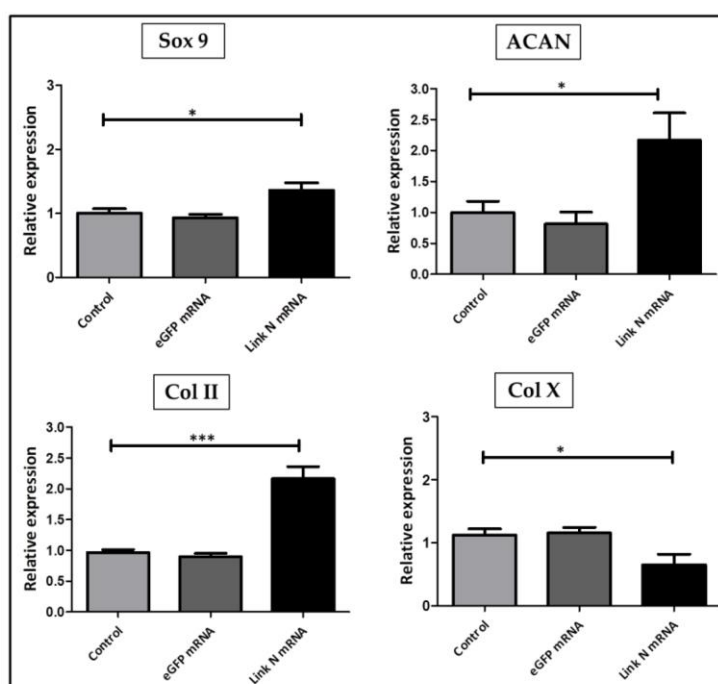 Sox 9
Relative expression
3
2
1
0
*
Control
eGFP mRNA
Link N mRNA
ACAN
Relative expression
3.0
2.5
2.0
1.5
1.0
0.5
0.0
*
Control
eGFP mRNA
Link N mRNA
Col II
Relative expression
3.0
2.5
2.0
1.5
1.0
0.5
0.0
***
Control
eGFP mRNA
Link N mRNA
Col X
Relative expression
3
2
1
0
*
Control
eGFP mRNA
Link N mRNA